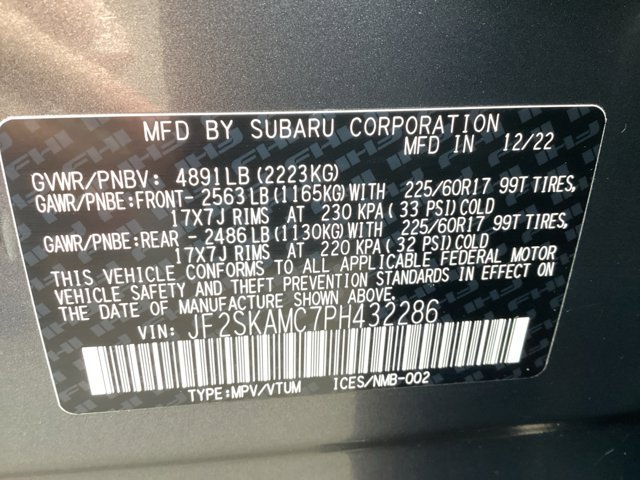 MFD BY SUBARU CORPORATION
MFD IN 12/22
GVWR/PNBV: 4891LB(2223KG)
GAWR/PNBE:FRONT- 2563LB(1165KG)WITH 225/60R17 99T TIRES,
17X7J RIMS AT 230 KPA(33 PSI)COLD
GAWR/PNBE:REAR - 2486LB(1130KG)WITH 225/60R17 99T TIRES,
17X7J RIMS AT 220 KPA(32 PSI)COLD
THIS VEHICLE CONFORMS TO ALL APPLICABLE FEDERAL MOTOR
VEHICLE SAFETY AND THEFT PREVENTION STANDARDS IN EFFECT ON
THE DATE OF MANUFACTURE SHOWN ABOVE.
VIN: JF2SKAMC7PH432286
TYPE:MPV/VTUM ICES/NMB-002